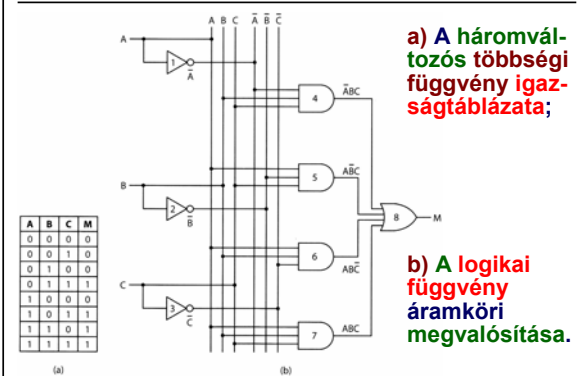 A B C A̅ B̅ C̅
a) A háromvál-
tozós többségi
függvény igaz-
ságtáblázata;
A
1
A̅
4
A̅BC
B
2
B̅
5
AB̅C
8
M
6
ABC̅
b) A logikai
függvény
áramköri
megvalósítása.
C
3
C̅
7
ABC
A B C M
0 0 0 0
0 0 1 0
0 1 0 0
0 1 1 1
1 0 0 0
1 0 1 1
1 1 0 1
1 1 1 1
(a)
(b)